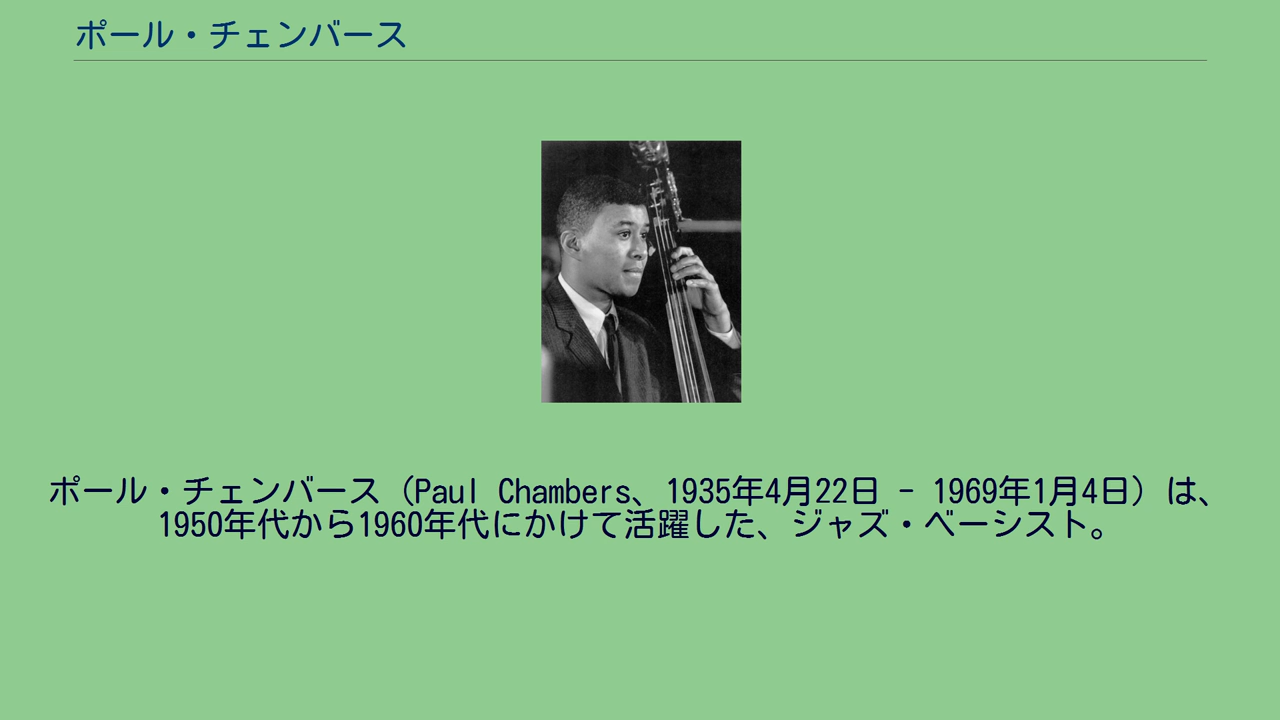 ポール・チェンバース
ポール・チェンバース（Paul Chambers、1935年4月22日 - 1969年1月4日）は、
1950年代から1960年代にかけて活躍した、ジャズ・ベーシスト。